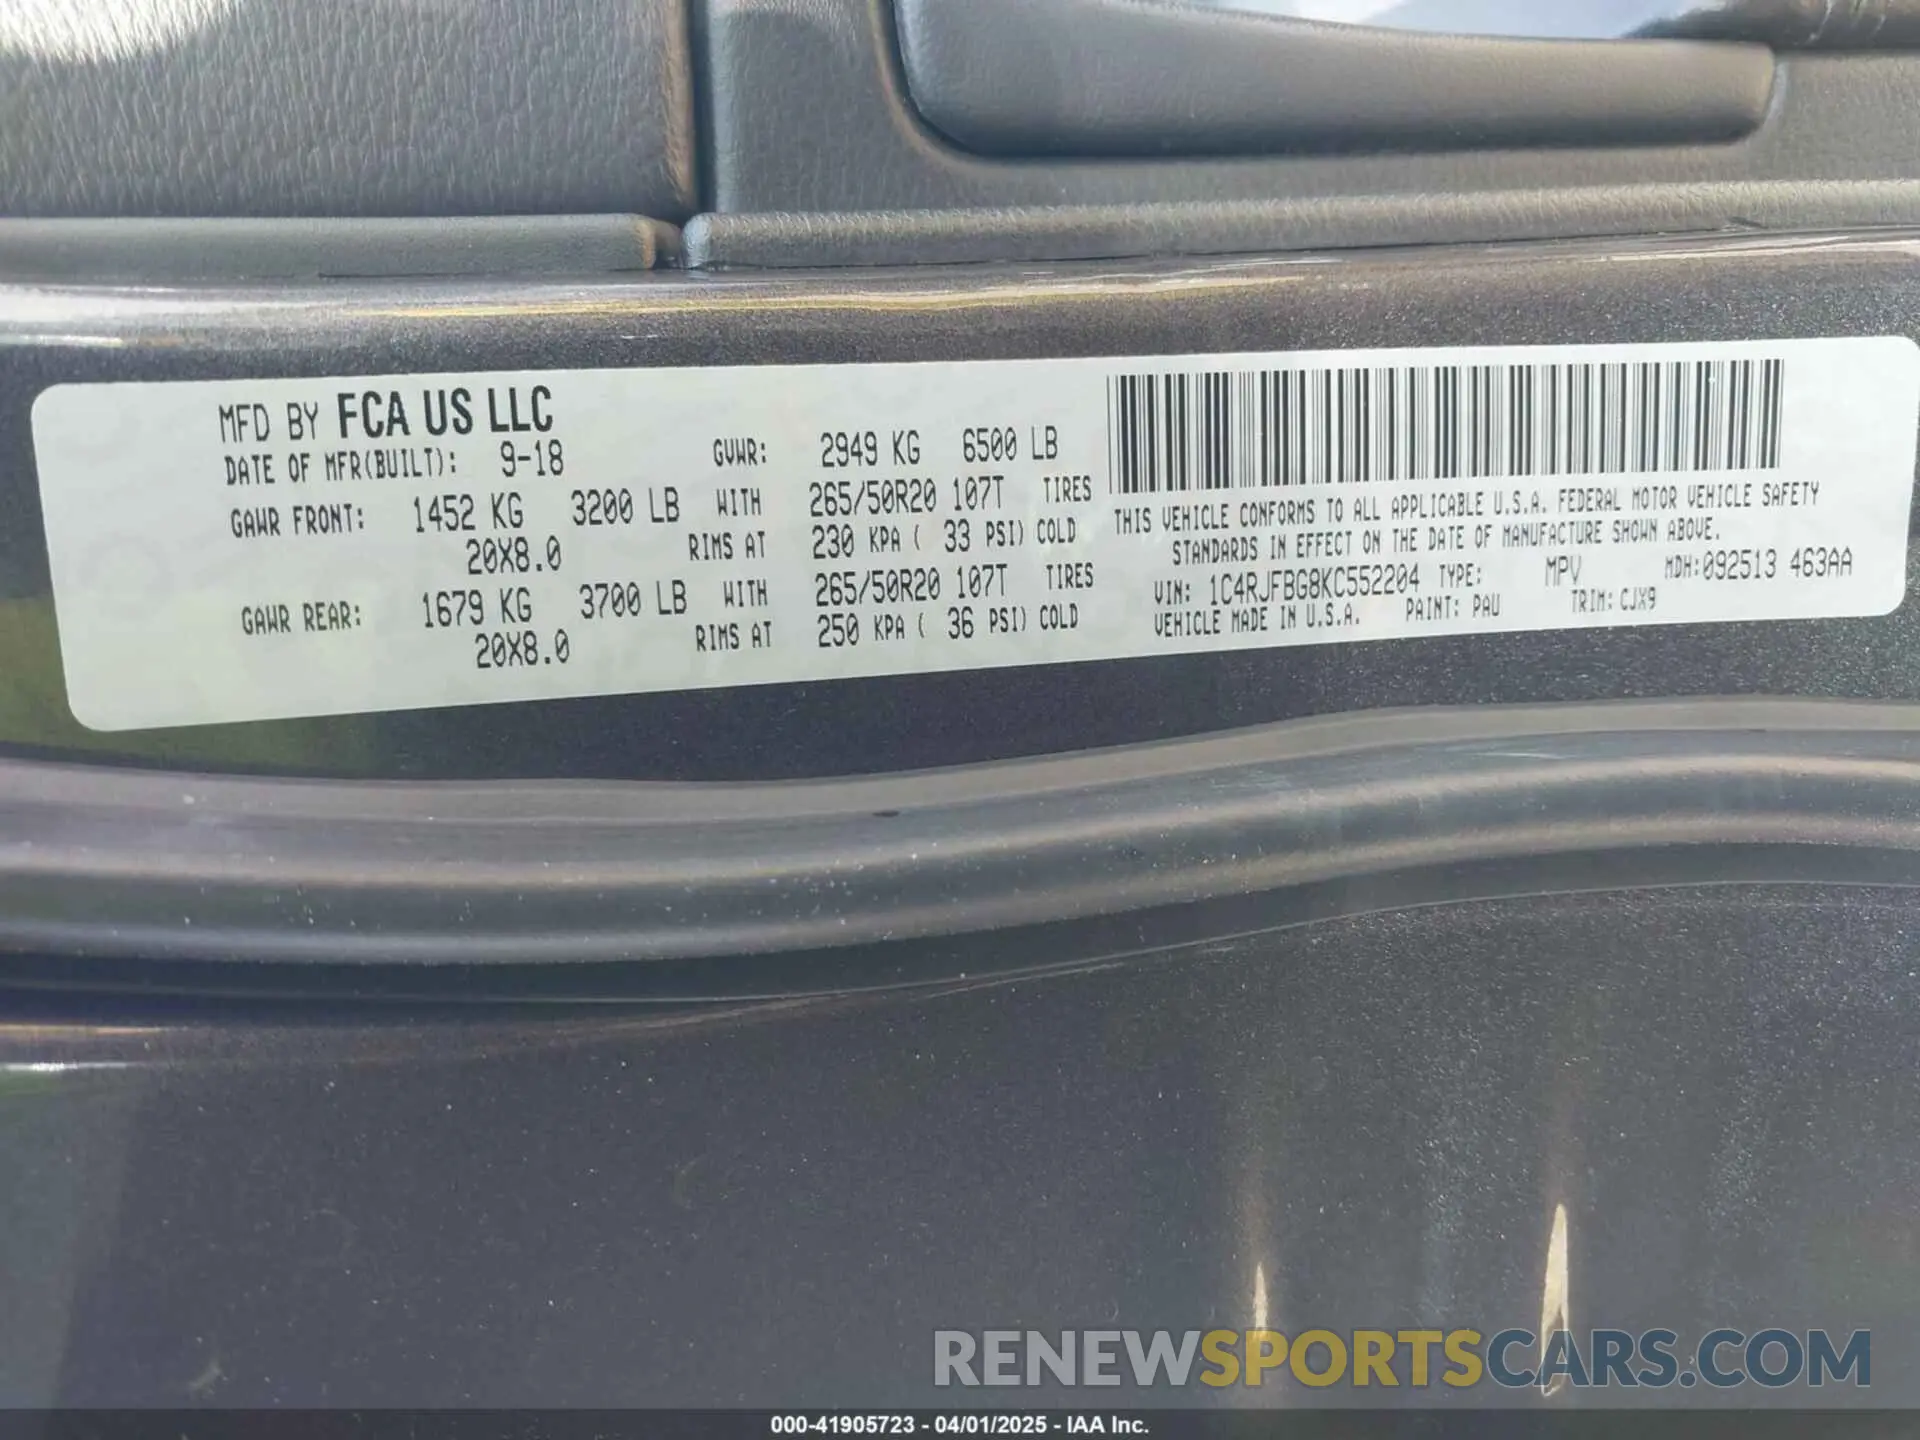 MFD BY FCA US LLC
DATE OF MFR(BUILT): 9-18 GVWR: 2949 KG 6500 LB
GAWR FRONT: 1452 KG 3200 LB WITH 265/50R20 107T TIRES
20X8.0 RIMS AT 230 KPA ( 33 PSI) COLD
GAWR REAR: 1679 KG 3700 LB WITH 265/50R20 107T TIRES
20X8.0 RIMS AT 250 KPA ( 36 PSI) COLD
THIS VEHICLE CONFORMS TO ALL APPLICABLE U.S.A. FEDERAL MOTOR VEHICLE SAFETY
STANDARDS IN EFFECT ON THE DATE OF MANUFACTURE SHOWN ABOVE.
VIN: 1C4RJFBG8KC552204 TYPE: MPV MDH:092513 463AA
VEHICLE MADE IN U.S.A. PAINT: PAU TRIM: CJX9
RENEWSPORTSCARS.COM
000-41905723 - 04/01/2025 - IAA Inc.